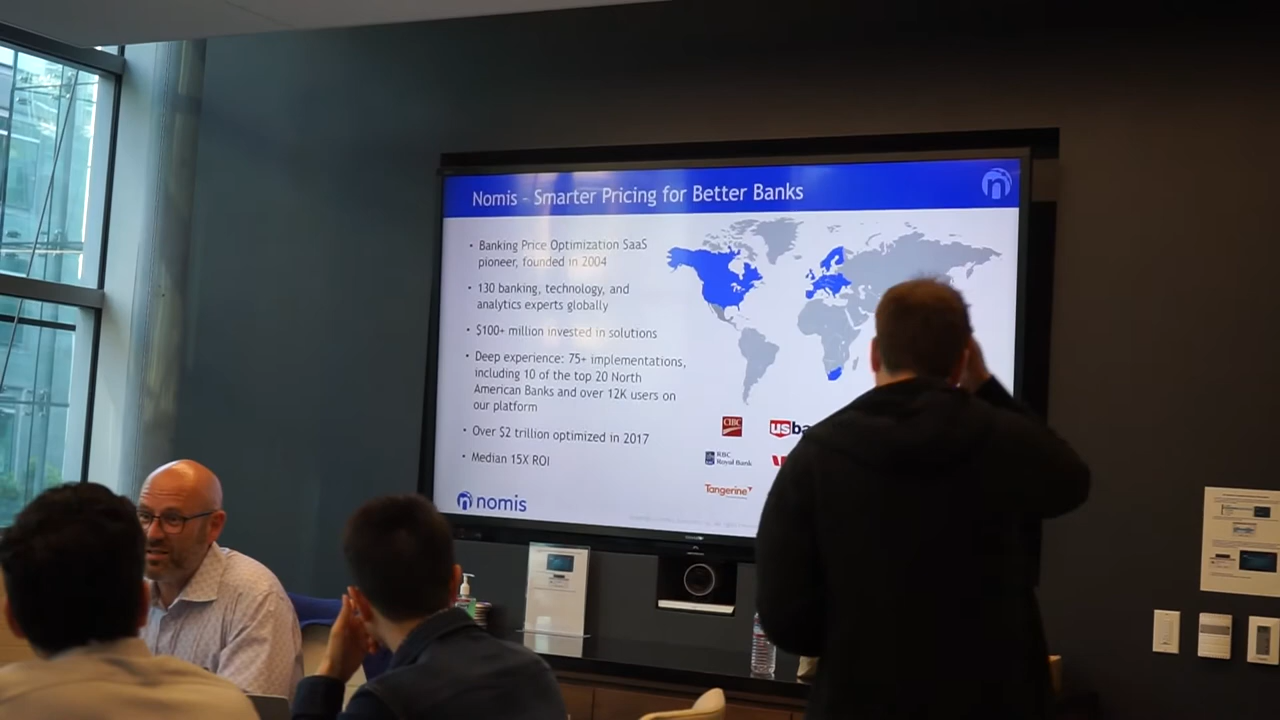 Nomis - Smarter Pricing for Better Banks
• Banking Price Optimization SaaS
pioneer, founded in 2004
• 130 banking, technology, and
analytics experts globally
• $100+ million invested in solutions
• Deep experience: 75+ implementations,
including 10 of the top 20 North
American Banks and over 12K users on
our platform
• Over $2 trillion optimized in 2017
• Median 15X ROI
CIBC
usba
RBC
Royal Bank
Tangerine
nomis